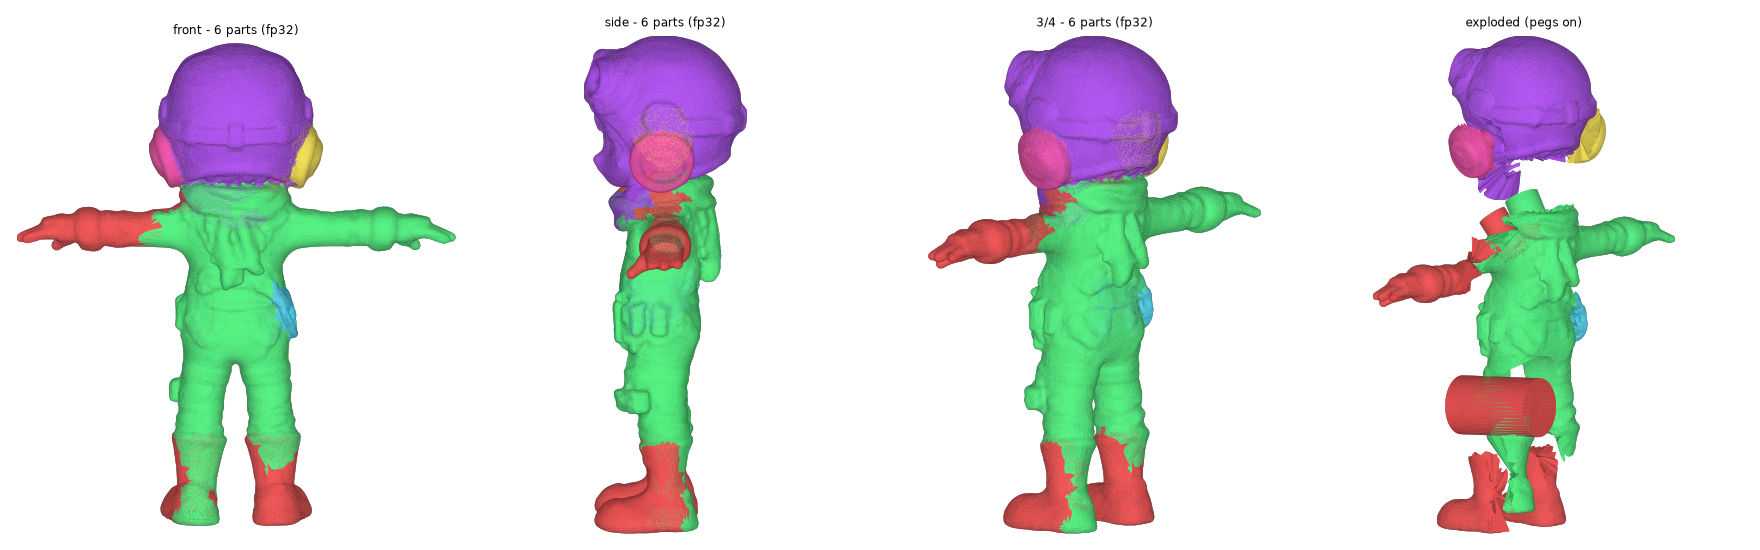 front - 6 parts (fp32)
side - 6 parts (fp32)
3/4 - 6 parts (fp32)
exploded (pegs on)